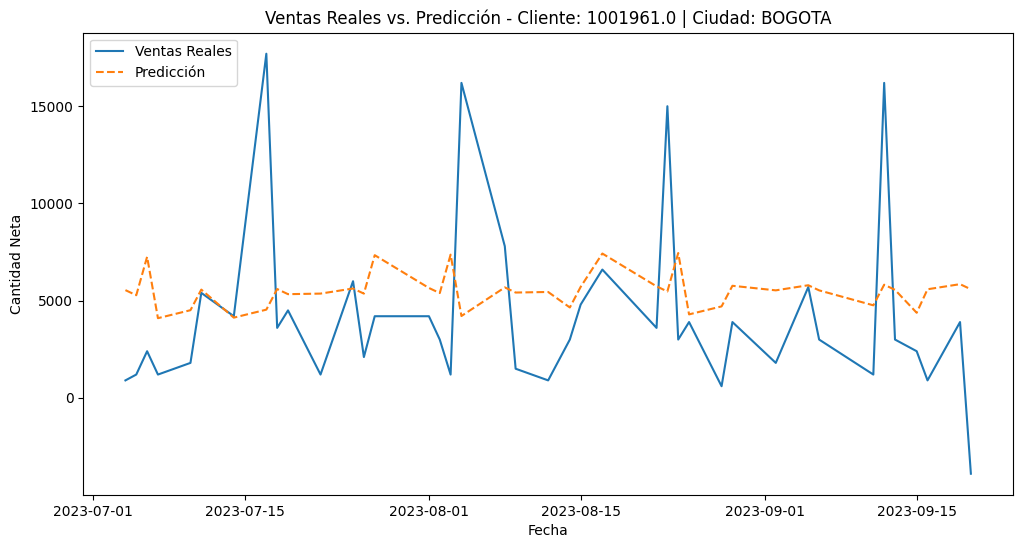 Ventas Reales vs. Predicción - Cliente: 1001961.0 | Ciudad: BOGOTA
Ventas Reales
Predicción
15000
10000
5000
0
Cantidad Neta
2023-07-01 2023-07-15 2023-08-01 2023-08-15 2023-09-01 2023-09-15
Fecha